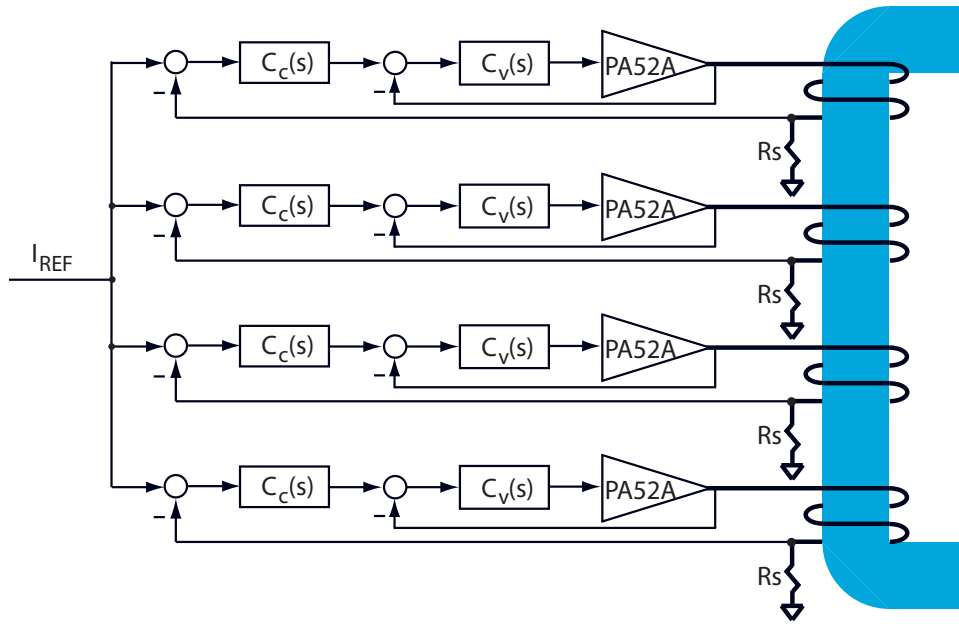 − C_c(s) − C_v(s) PA52A
Rs
− C_c(s) − C_v(s) PA52A
I_REF
Rs
− C_c(s) − C_v(s) PA52A
Rs
− C_c(s) − C_v(s) PA52A
Rs